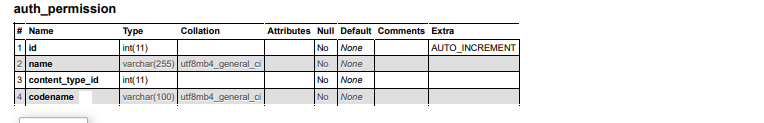 auth_permission
# Name Type Collation Attributes Null Default Comments Extra
1 id int(11) No None AUTO_INCREMENT
2 name varchar(255) utf8mb4_general_ci No None
3 content_type_id int(11) No None
4 codename varchar(100) utf8mb4_general_ci No None